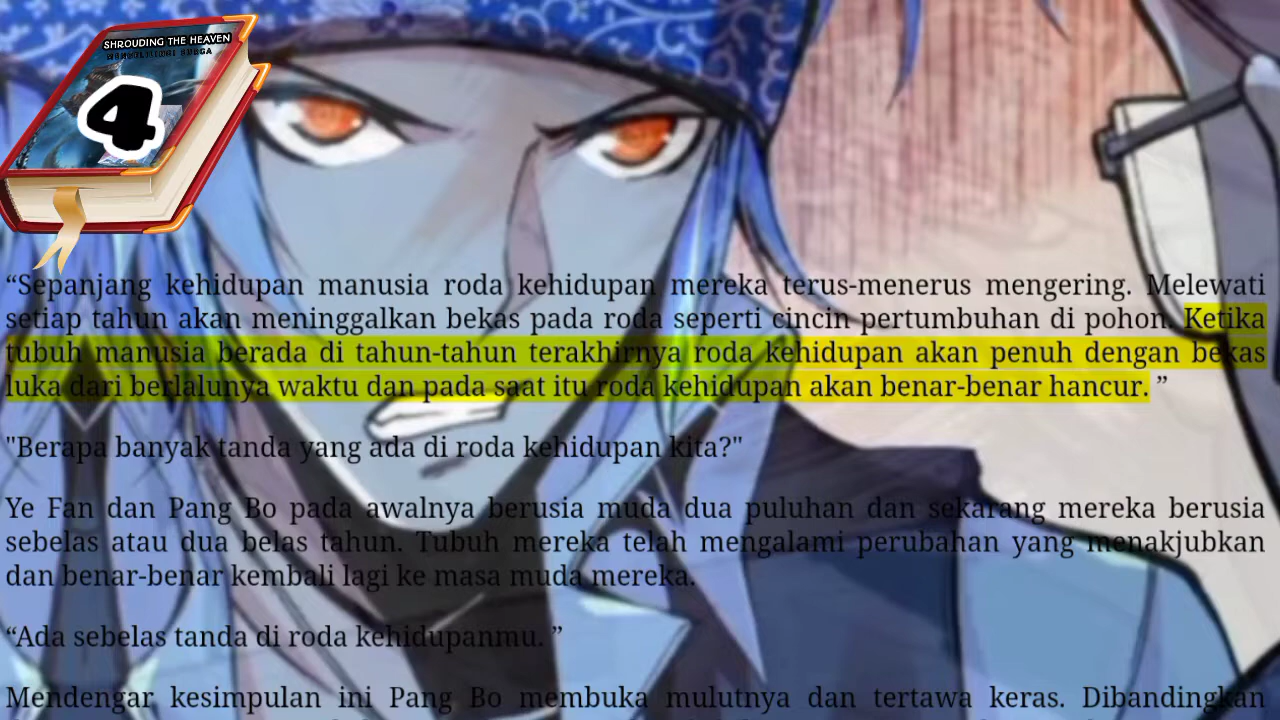 SHROUDING THE HEAVEN
4
“Sepanjang kehidupan manusia roda kehidupan mereka terus-menerus mengering. Melewati
setiap tahun akan meninggalkan bekas pada roda seperti cincin pertumbuhan di pohon. Ketika
tubuh manusia berada di tahun-tahun terakhirnya roda kehidupan akan penuh dengan bekas
luka dari berlalunya waktu dan pada saat itu roda kehidupan akan benar-benar hancur. ”
"Berapa banyak tanda yang ada di roda kehidupan kita?"
Ye Fan dan Pang Bo pada awalnya berusia muda dua puluhan dan sekarang mereka berusia
sebelas atau dua belas tahun. Tubuh mereka telah mengalami perubahan yang menakjubkan
dan benar-benar kembali lagi ke masa muda mereka.
“Ada sebelas tanda di roda kehidupanmu. ”
Mendengar kesimpulan ini Pang Bo membuka mulutnya dan tertawa keras. Dibandingkan